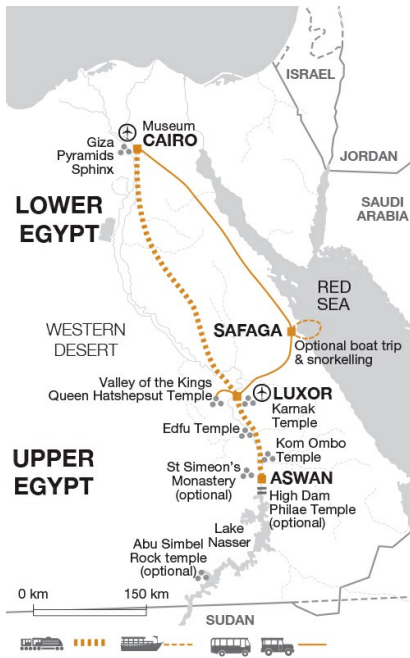 ISRAEL
Museum
CAIRO
Giza
Pyramids
Sphinx
JORDAN
SAUDI
ARABIA
LOWER
EGYPT
RED
SEA
SAFAGA
WESTERN
DESERT
Optional boat trip
& snorkelling
Valley of the Kings
Queen Hatshepsut Temple
LUXOR
Karnak
Temple
Edfu Temple
Kom Ombo
Temple
UPPER
EGYPT
St Simeon's
Monastery
(optional)
ASWAN
High Dam
Philae Temple
(optional)
Lake
Nasser
Abu Simbel
Rock temple
(optional)
0 km 150 km
SUDAN